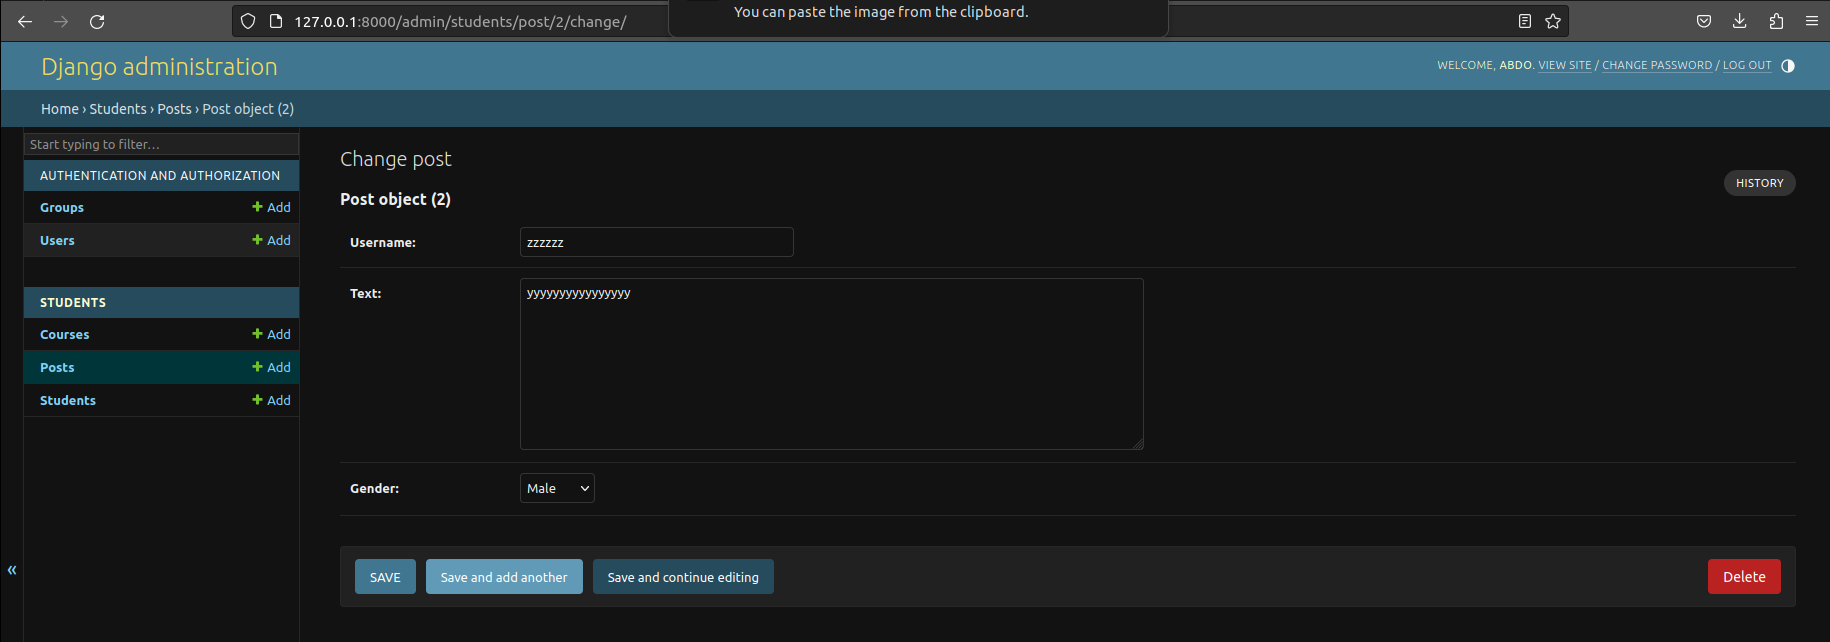 You can paste the image from the clipboard.
127.0.0.1:8000/admin/students/post/2/change/
Django administration
WELCOME, ABDO. VIEW SITE / CHANGE PASSWORD / LOG OUT
Home › Students › Posts › Post object (2)
Start typing to filter...
AUTHENTICATION AND AUTHORIZATION
Groups + Add
Users + Add
STUDENTS
Courses + Add
Posts + Add
Students + Add
«
Change post
HISTORY
Post object (2)
Username: zzzzzz
Text: yyyyyyyyyyyyyyyy
Gender: Male
SAVE Save and add another Save and continue editing Delete